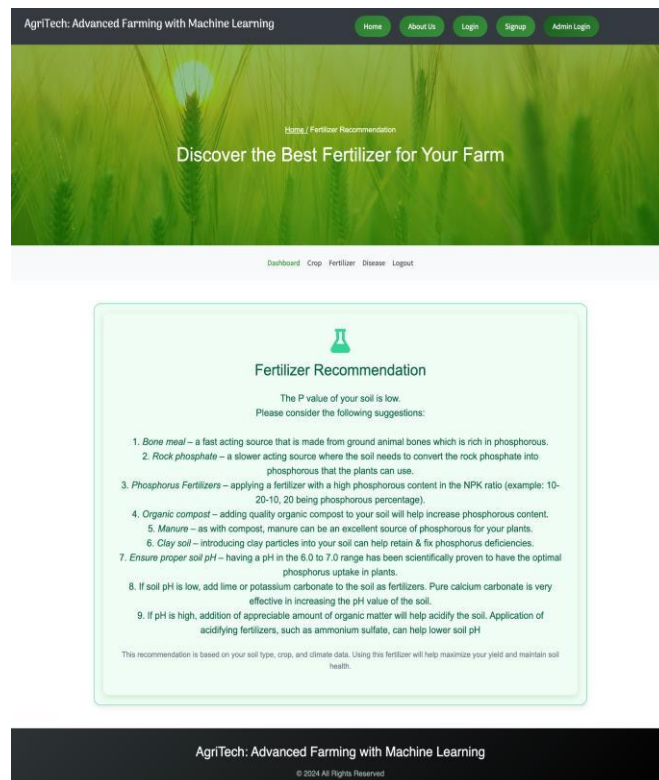 AgriTech: Advanced Farming with Machine Learning
Home
About Us
Login
Signup
Admin Login
Home / Fertilizer Recommendation
Discover the Best Fertilizer for Your Farm
Dashboard Crop Fertilizer Disease Logout
Fertilizer Recommendation
The P value of your soil is low.
Please consider the following suggestions:
1. Bone meal – a fast acting source that is made from ground animal bones which is rich in phosphorous.
2. Rock phosphate – a slower acting source where the soil needs to convert the rock phosphate into
phosphorous that the plants can use.
3. Phosphorus Fertilizers – applying a fertilizer with a high phosphorous content in the NPK ratio (example: 10-
20-10, 20 being phosphorous percentage).
4. Organic compost – adding quality organic compost to your soil will help increase phosphorous content.
5. Manure – as with compost, manure can be an excellent source of phosphorous for your plants.
6. Clay soil – introducing clay particles into your soil can help retain & fix phosphorus deficiencies.
7. Ensure proper soil pH – having a pH in the 6.0 to 7.0 range has been scientifically proven to have the optimal
phosphorus uptake in plants.
8. If soil pH is low, add lime or potassium carbonate to the soil as fertilizers. Pure calcium carbonate is very
effective in increasing the pH value of the soil.
9. If pH is high, addition of appreciable amount of organic matter will help acidify the soil. Application of
acidifying fertilizers, such as ammonium sulfate, can help lower soil pH
This recommendation is based on your soil type, crop, and climate data. Using this fertilizer will help maximize your yield and maintain soil
health.
AgriTech: Advanced Farming with Machine Learning
© 2024 All Rights Reserved